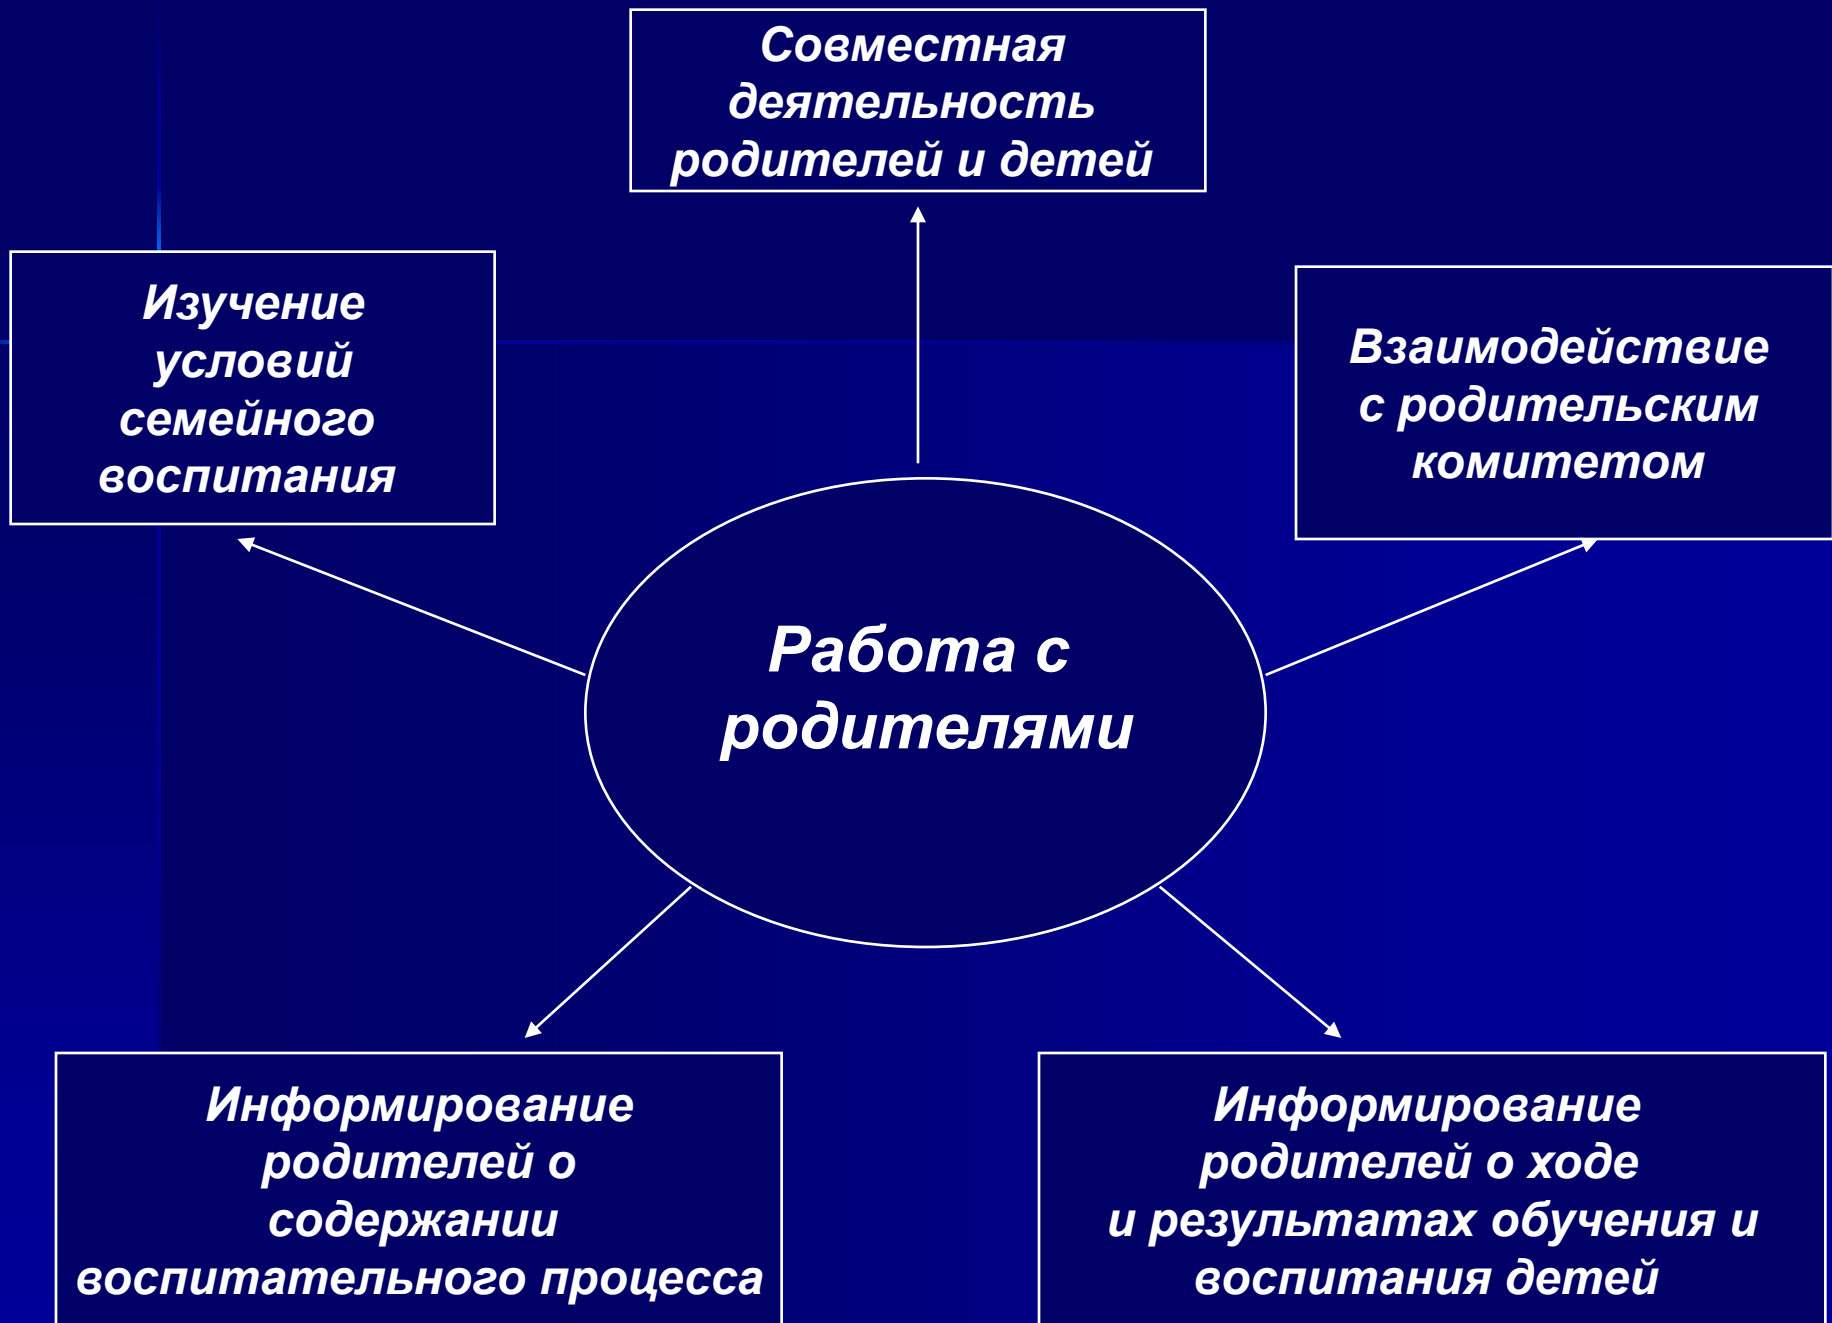 Совместная
деятельность
родителей и детей
Изучение
условий
семейного
воспитания
Взаимодействие
с родительским
комитетом
Работа с
родителями
Информирование
родителей о
содержании
воспитательного процесса
Информирование
родителей о ходе
и результатах обучения и
воспитания детей